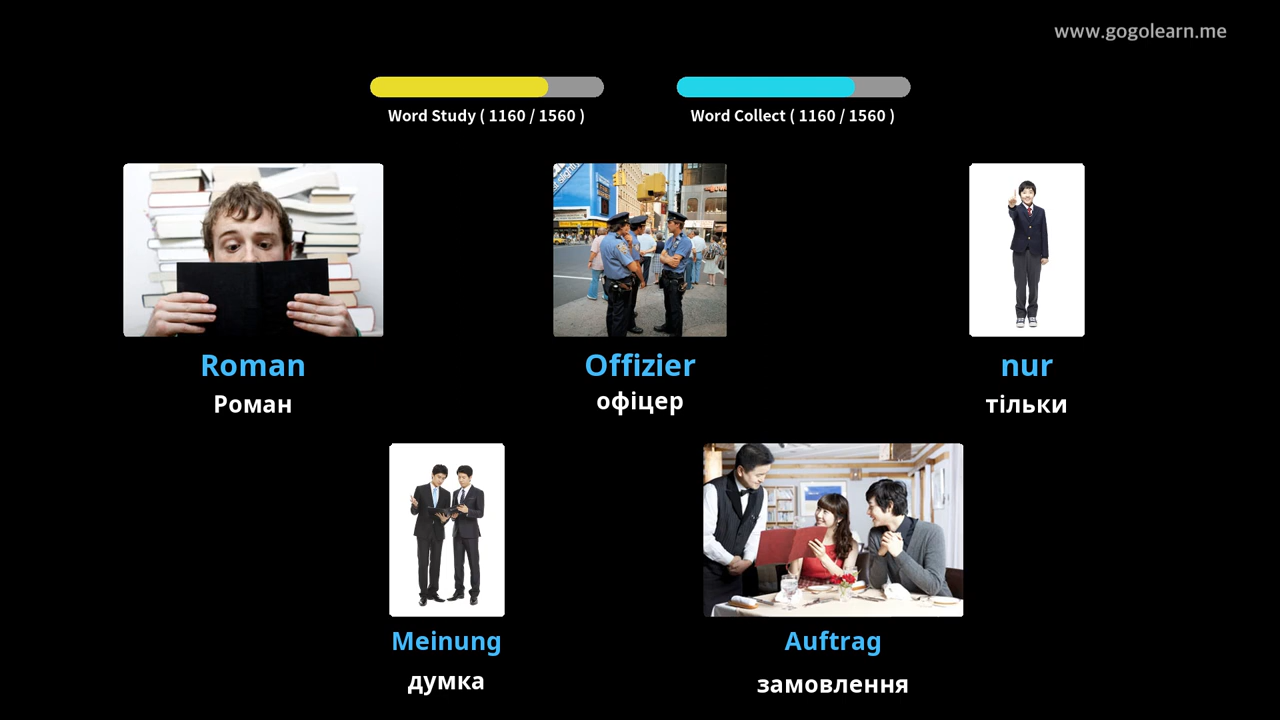 www.gogolearn.me
Word Study ( 1160 / 1560 )
Word Collect ( 1160 / 1560 )
Roman
Offizier
nur
Роман
офіцер
тільки
Meinung
Auftrag
думка
замовлення